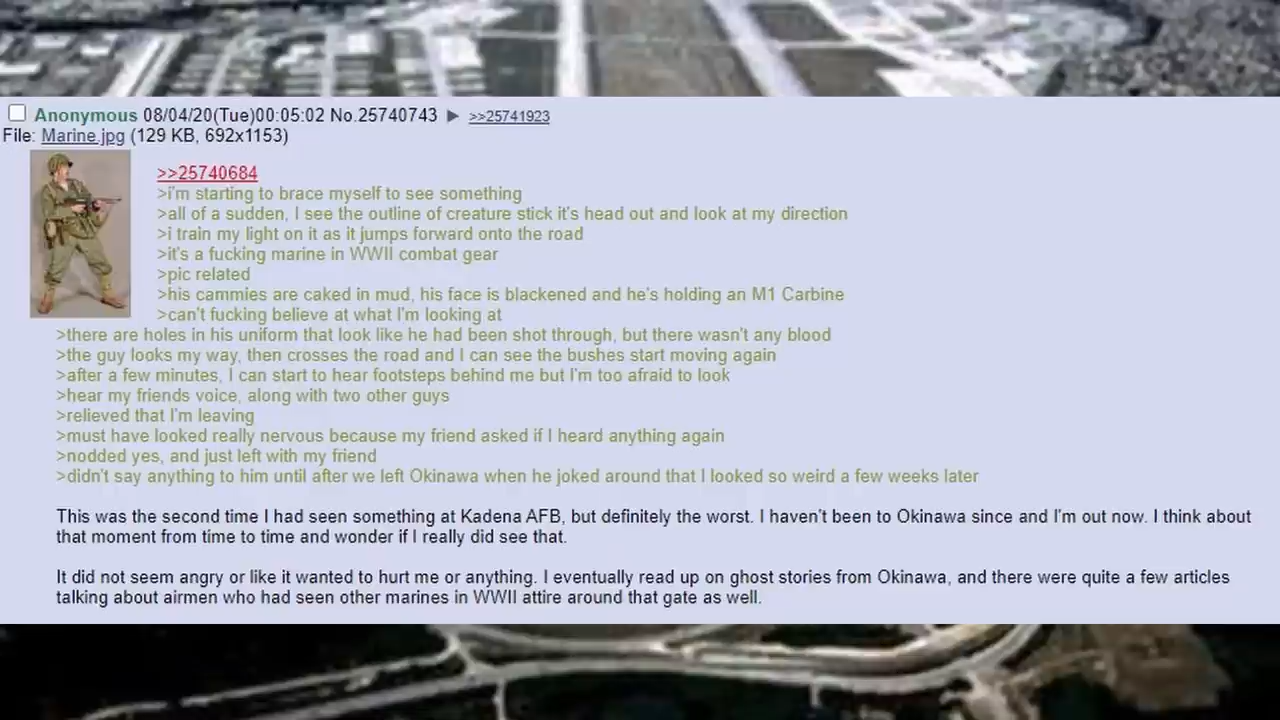 Anonymous 08/04/20(Tue)00:05:02 No.25740743 ▶ >>25741923
File: Marine.jpg (129 KB, 692x1153)
>>25740684
>i'm starting to brace myself to see something
>all of a sudden, I see the outline of creature stick it's head out and look at my direction
>i train my light on it as it jumps forward onto the road
>it's a fucking marine in WWII combat gear
>pic related
>his cammies are caked in mud, his face is blackened and he's holding an M1 Carbine
>can't fucking believe at what I'm looking at
>there are holes in his uniform that look like he had been shot through, but there wasn't any blood
>the guy looks my way, then crosses the road and I can see the bushes start moving again
>after a few minutes, I can start to hear footsteps behind me but I'm too afraid to look
>hear my friends voice, along with two other guys
>relieved that I'm leaving
>must have looked really nervous because my friend asked if I heard anything again
>nodded yes, and just left with my friend
>didn't say anything to him until after we left Okinawa when he joked around that I looked so weird a few weeks later
This was the second time I had seen something at Kadena AFB, but definitely the worst. I haven't been to Okinawa since and I'm out now. I think about
that moment from time to time and wonder if I really did see that.
It did not seem angry or like it wanted to hurt me or anything. I eventually read up on ghost stories from Okinawa, and there were quite a few articles
talking about airmen who had seen other marines in WWII attire around that gate as well.